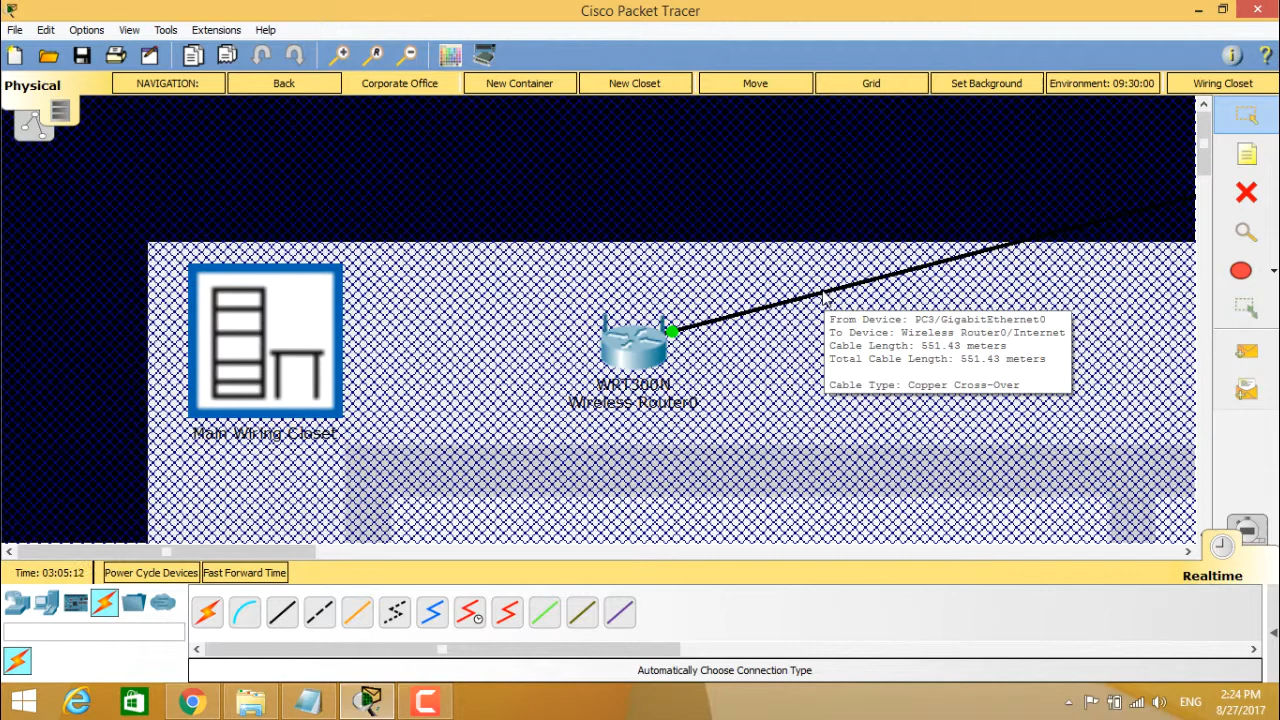 Cisco Packet Tracer
File Edit Options View Tools Extensions Help
Physical
NAVIGATION: Back Corporate Office New Container New Closet Move Grid Set Background Environment: 09:30:00 Wiring Closet
From Device: PC3/GigabitEthernet0
To Device: Wireless Router0/Internet
Cable Length: 551.43 meters
Total Cable Length: 551.43 meters
Cable Type: Copper Cross-Over
WRT300N
Wireless Router0
Main Wiring Closet
Time: 03:05:12 Power Cycle Devices Fast Forward Time
Realtime
Automatically Choose Connection Type
ENG
2:24 PM
8/27/2017